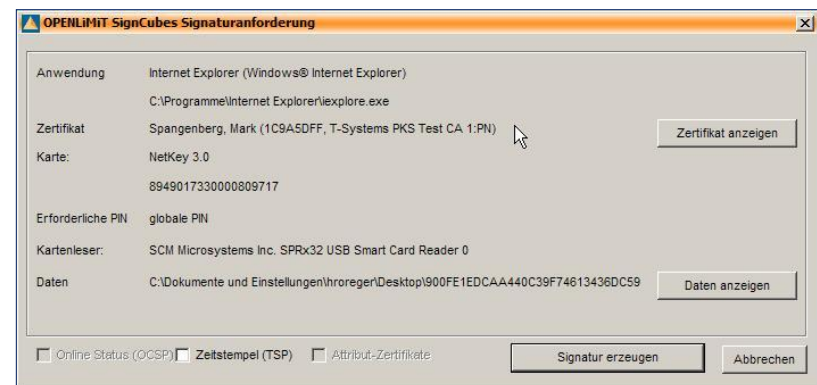 OPENLiMiT SignCubes Signaturanforderung
Anwendung Internet Explorer (Windows® Internet Explorer)
C:\Programme\Internet Explorer\iexplore.exe
Zertifikat Spangenberg, Mark (1C9A5DFF, T-Systems PKS Test CA 1:PN) Zertifikat anzeigen
Karte: NetKey 3.0
8949017330000809717
Erforderliche PIN globale PIN
Kartenleser: SCM Microsystems Inc. SPRx32 USB Smart Card Reader 0
Daten C:\Dokumente und Einstellungen\hroreger\Desktop\900FE1EDCAA440C39F74613436DC59 Daten anzeigen
Online Status (OCSP) Zeitstempel (TSP) Attribut-Zertifikate Signatur erzeugen Abbrechen